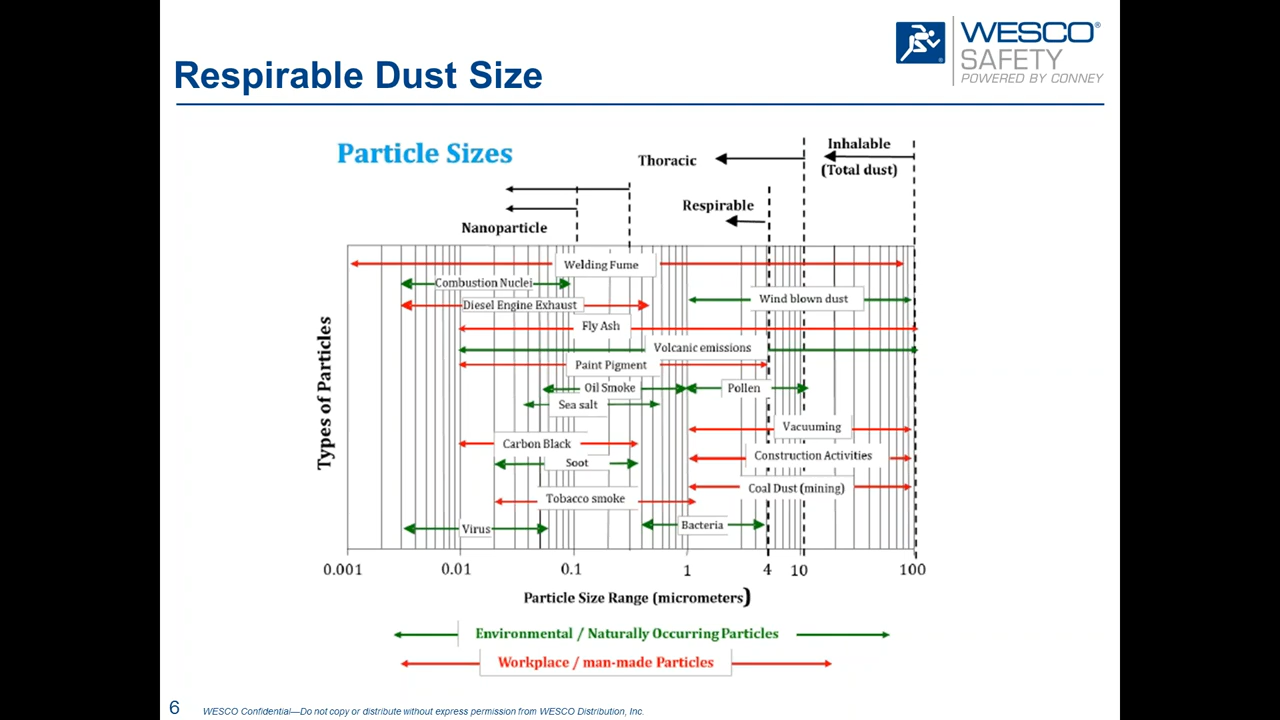 WESCO®
SAFETY
POWERED BY CONNEY
Respirable Dust Size
Particle Sizes
Thoracic
Inhalable
(Total dust)
Respirable
Nanoparticle
Welding Fume
Combustion Nuclei
Diesel Engine Exhaust
Wind blown dust
Fly Ash
Volcanic emissions
Paint Pigment
Oil Smoke
Pollen
Sea salt
Vacuuming
Carbon Black
Construction Activities
Soot
Coal Dust (mining)
Tobacco smoke
Bacteria
Virus
Types of Particles
0.001 0.01 0.1 1 4 10 100
Particle Size Range (micrometers)
Environmental / Naturally Occurring Particles
Workplace / man-made Particles
6 WESCO Confidential—Do not copy or distribute without express permission from WESCO Distribution, Inc.